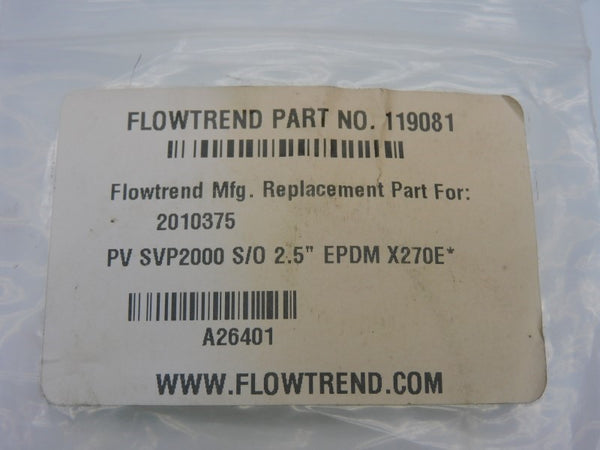 FLOWTREND PART NO. 119081
Flowtrend Mfg. Replacement Part For:
2010375
PV SVP2000 S/O 2.5" EPDM X270E*
A26401
WWW.FLOWTREND.COM